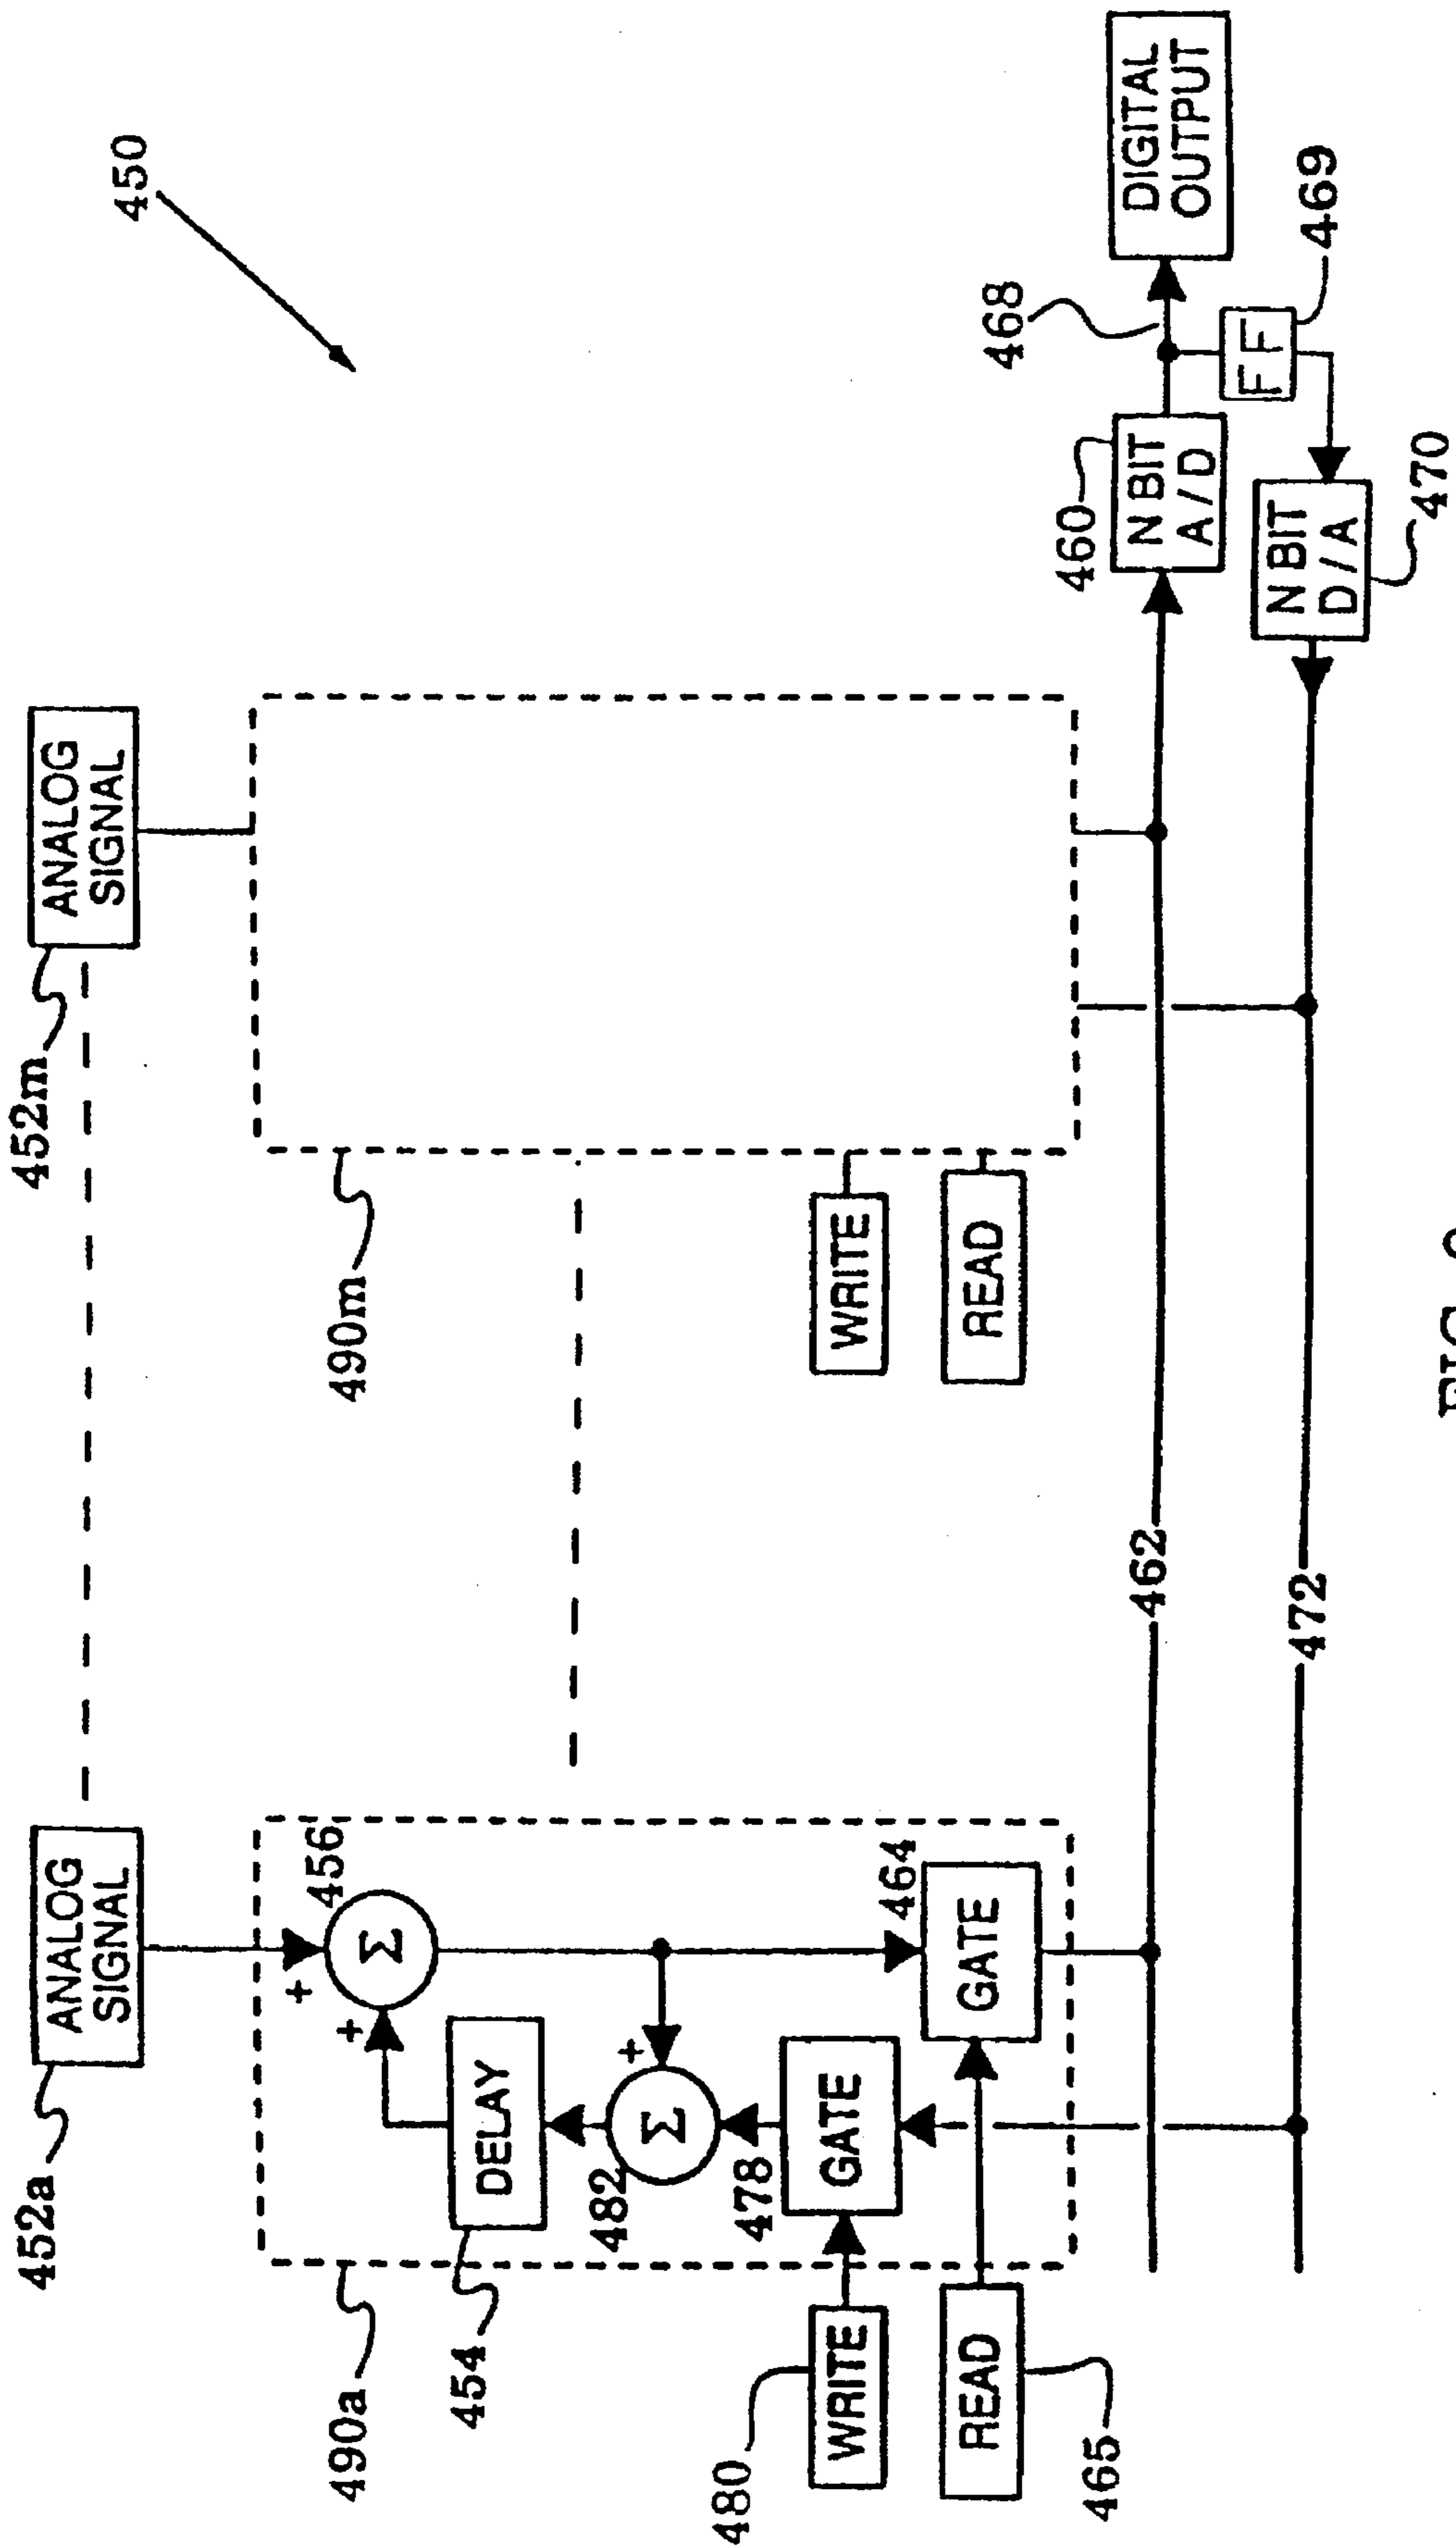 450
452a
ANALOG
SIGNAL
452m
ANALOG
SIGNAL
490a
+
456
Σ
+
454
DELAY
482
Σ
+
478
GATE
464
GATE
480
WRITE
465
READ
490m
WRITE
READ
462
472
460
N BIT
A/D
468
DIGITAL
OUTPUT
FF
469
N BIT
D/A
470
FIG.